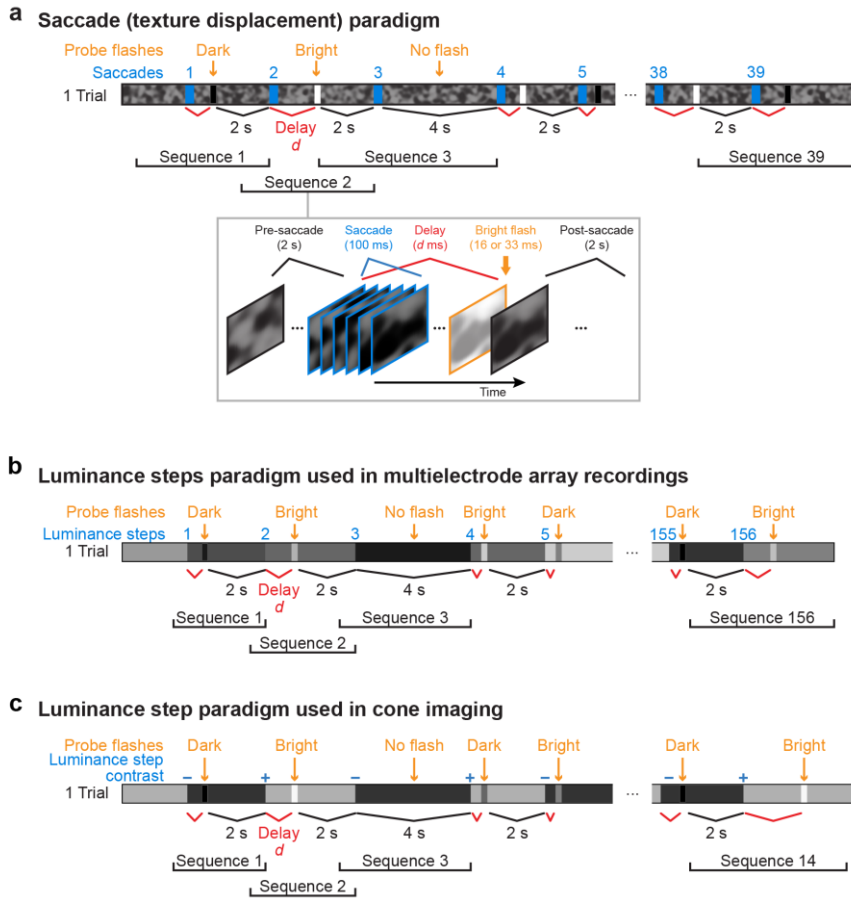 a Saccade (texture displacement) paradigm
Probe flashes Dark Bright No flash
Saccades 1 2 3 4 5 38 39
1 Trial ...
2 s Delay d 2 s 4 s 2 s 2 s
Sequence 1 Sequence 3 Sequence 39
Sequence 2
Pre-saccade (2 s) Saccade (100 ms) Delay (d ms) Bright flash (16 or 33 ms) Post-saccade (2 s)
... ... ...
Time
b Luminance steps paradigm used in multielectrode array recordings
Probe flashes Dark Bright No flash Bright Dark Dark Bright
Luminance steps 1 2 3 4 5 155 156
1 Trial ...
2 s Delay d 2 s 4 s 2 s 2 s
Sequence 1 Sequence 3 Sequence 156
Sequence 2
c Luminance step paradigm used in cone imaging
Probe flashes Dark Bright No flash Dark Bright Dark Bright
Luminance step
contrast – + – + – – +
1 Trial ...
2 s Delay d 2 s 4 s 2 s 2 s
Sequence 1 Sequence 3 Sequence 14
Sequence 2